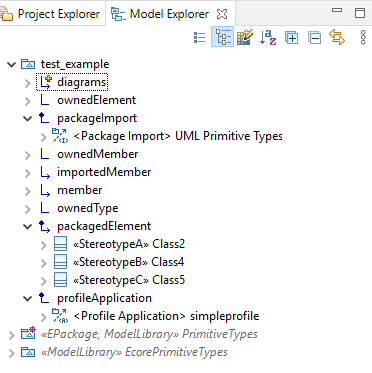 Project Explorer Model Explorer
test_example
diagrams
ownedElement
packageImport
<Package Import> UML Primitive Types
ownedMember
importedMember
member
ownedType
packagedElement
«StereotypeA» Class2
«StereotypeB» Class4
«StereotypeC» Class5
profileApplication
<Profile Application> simpleprofile
«EPackage, ModelLibrary» PrimitiveTypes
«ModelLibrary» EcorePrimitiveTypes